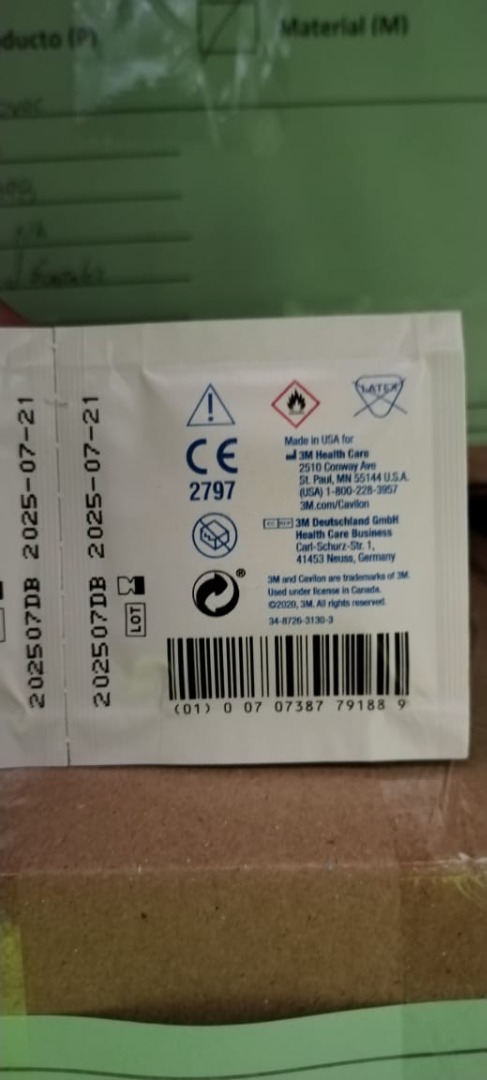 ducto (P)
Material (M)
202507DB 2025-07-21
202507DB 2025-07-21
LOT
LATEX
CE
2797
Made in USA for
3M Health Care
2510 Conway Ave
St. Paul, MN 55144 U.S.A.
(USA) 1-800-228-3957
3M.com/Cavilon
3M Deutschland GmbH
Health Care Business
Carl-Schurz-Str. 1,
41453 Neuss, Germany
3M and Cavilon are trademarks of 3M.
Used under license in Canada.
©2020, 3M. All rights reserved.
34-8726-3130-3
(01) 0 07 07387 79188 9